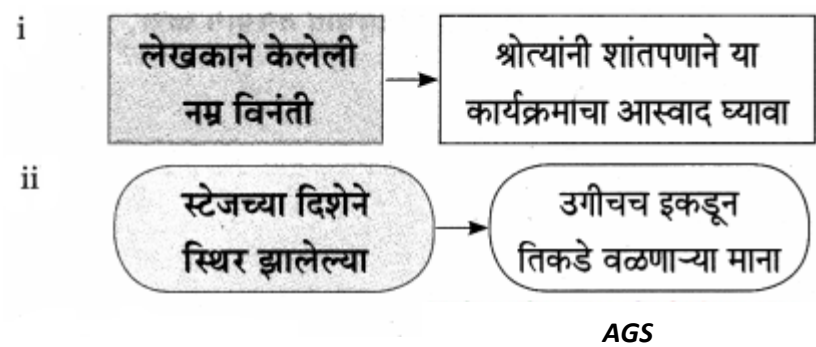 i
लेखकाने केलेली
नम्र विनंती
श्रोत्यांनी शांतपणाने या
कार्यक्रमाचा आस्वाद घ्यावा
ii
स्टेजच्या दिशेने
स्थिर झालेल्या
उगीचच इकडून
तिकडे वळणाऱ्या माना
AGS